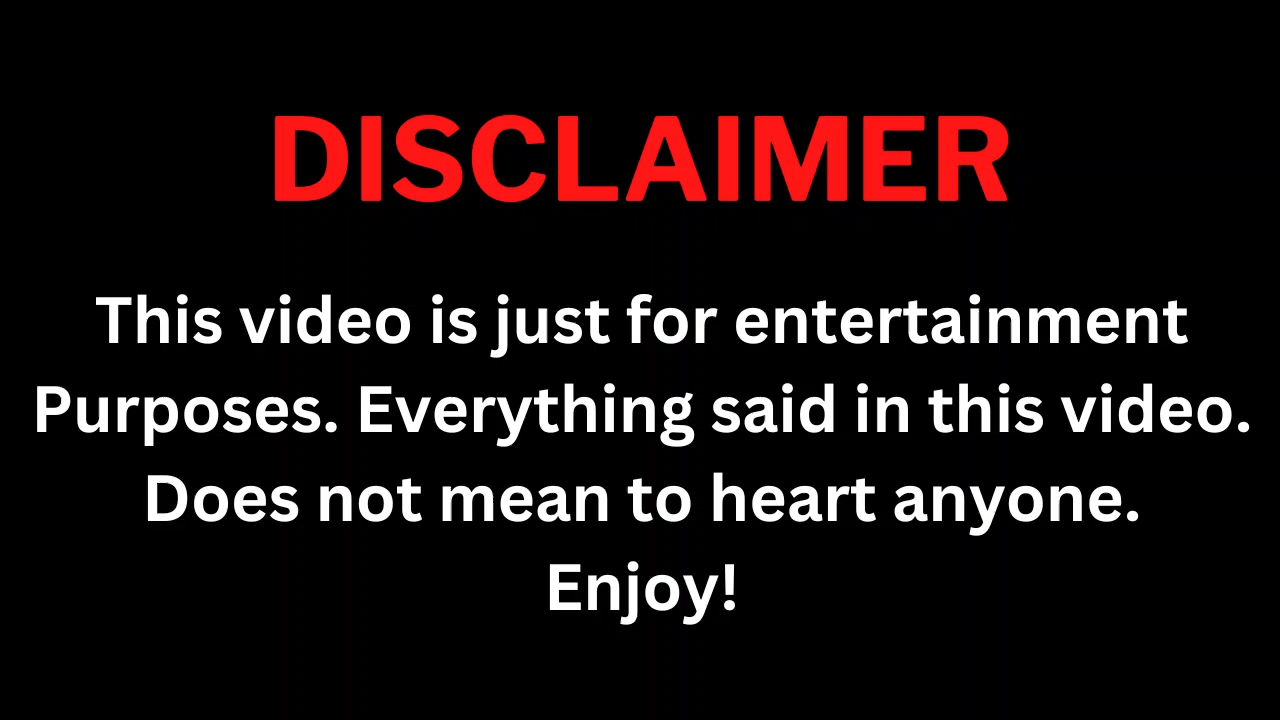 DISCLAIMER
This video is just for entertainment
Purposes. Everything said in this video.
Does not mean to heart anyone.
Enjoy!